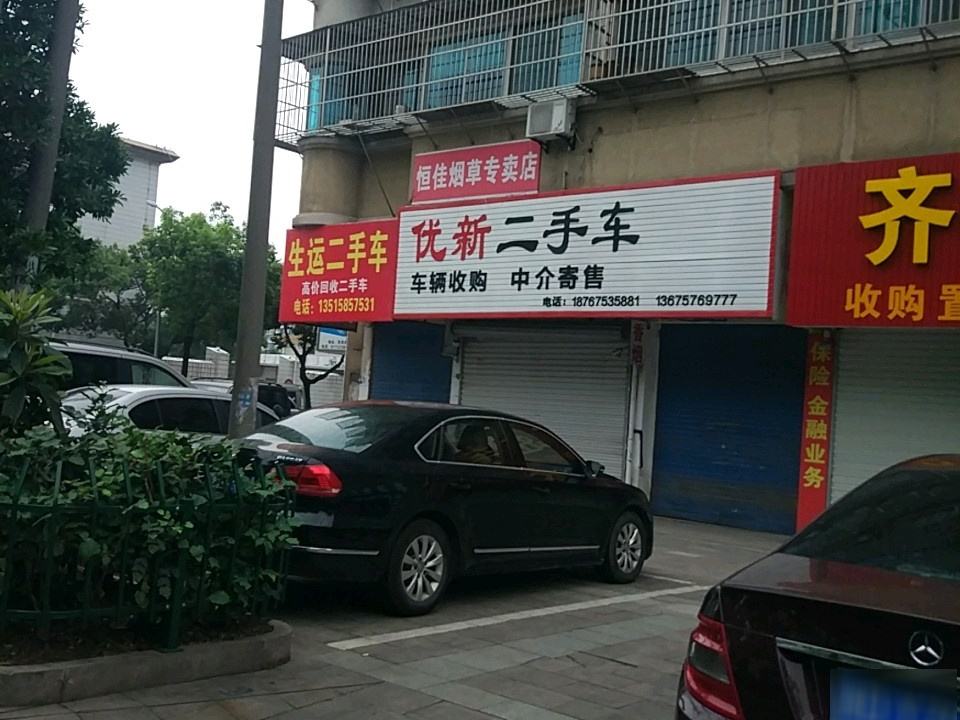 恒佳烟草专卖店
生运二手车
高价回收二手车
电话：13515857531
优新二手车
车辆收购 中介寄售
电话：18767535881 13675769777
齐
收购置
香烟
保险金融业务